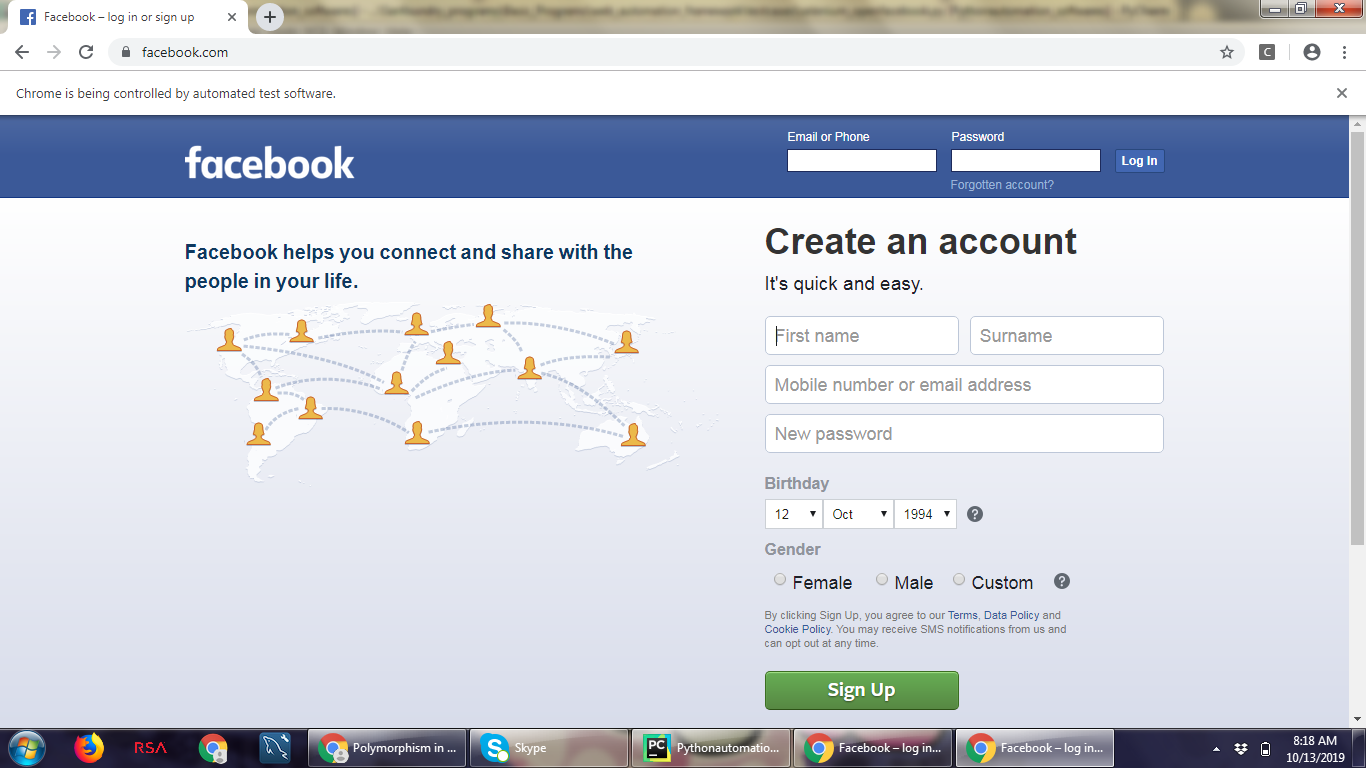 Facebook – log in or sign up
facebook.com
C
Chrome is being controlled by automated test software.
facebook
Email or Phone
Password
Log In
Forgotten account?
Facebook helps you connect and share with the
people in your life.
Create an account
It's quick and easy.
First name
Surname
Mobile number or email address
New password
Birthday
12
Oct
1994
?
Gender
Female
Male
Custom
?
By clicking Sign Up, you agree to our Terms, Data Policy and
Cookie Policy. You may receive SMS notifications from us and
can opt out at any time.
Sign Up
RSA
Polymorphism in ...
Skype
PC
Pythonautomatio...
Facebook – log in...
Facebook – log in...
8:18 AM
10/13/2019